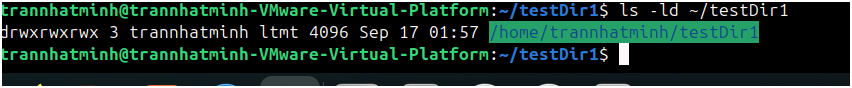 trannhatminh@trannhatminh-VMware-Virtual-Platform:~/testDir1$ ls -ld ~/testDir1
drwxrwxrwx 3 trannhatminh ltmt 4096 Sep 17 01:57 /home/trannhatminh/testDir1
trannhatminh@trannhatminh-VMware-Virtual-Platform:~/testDir1$